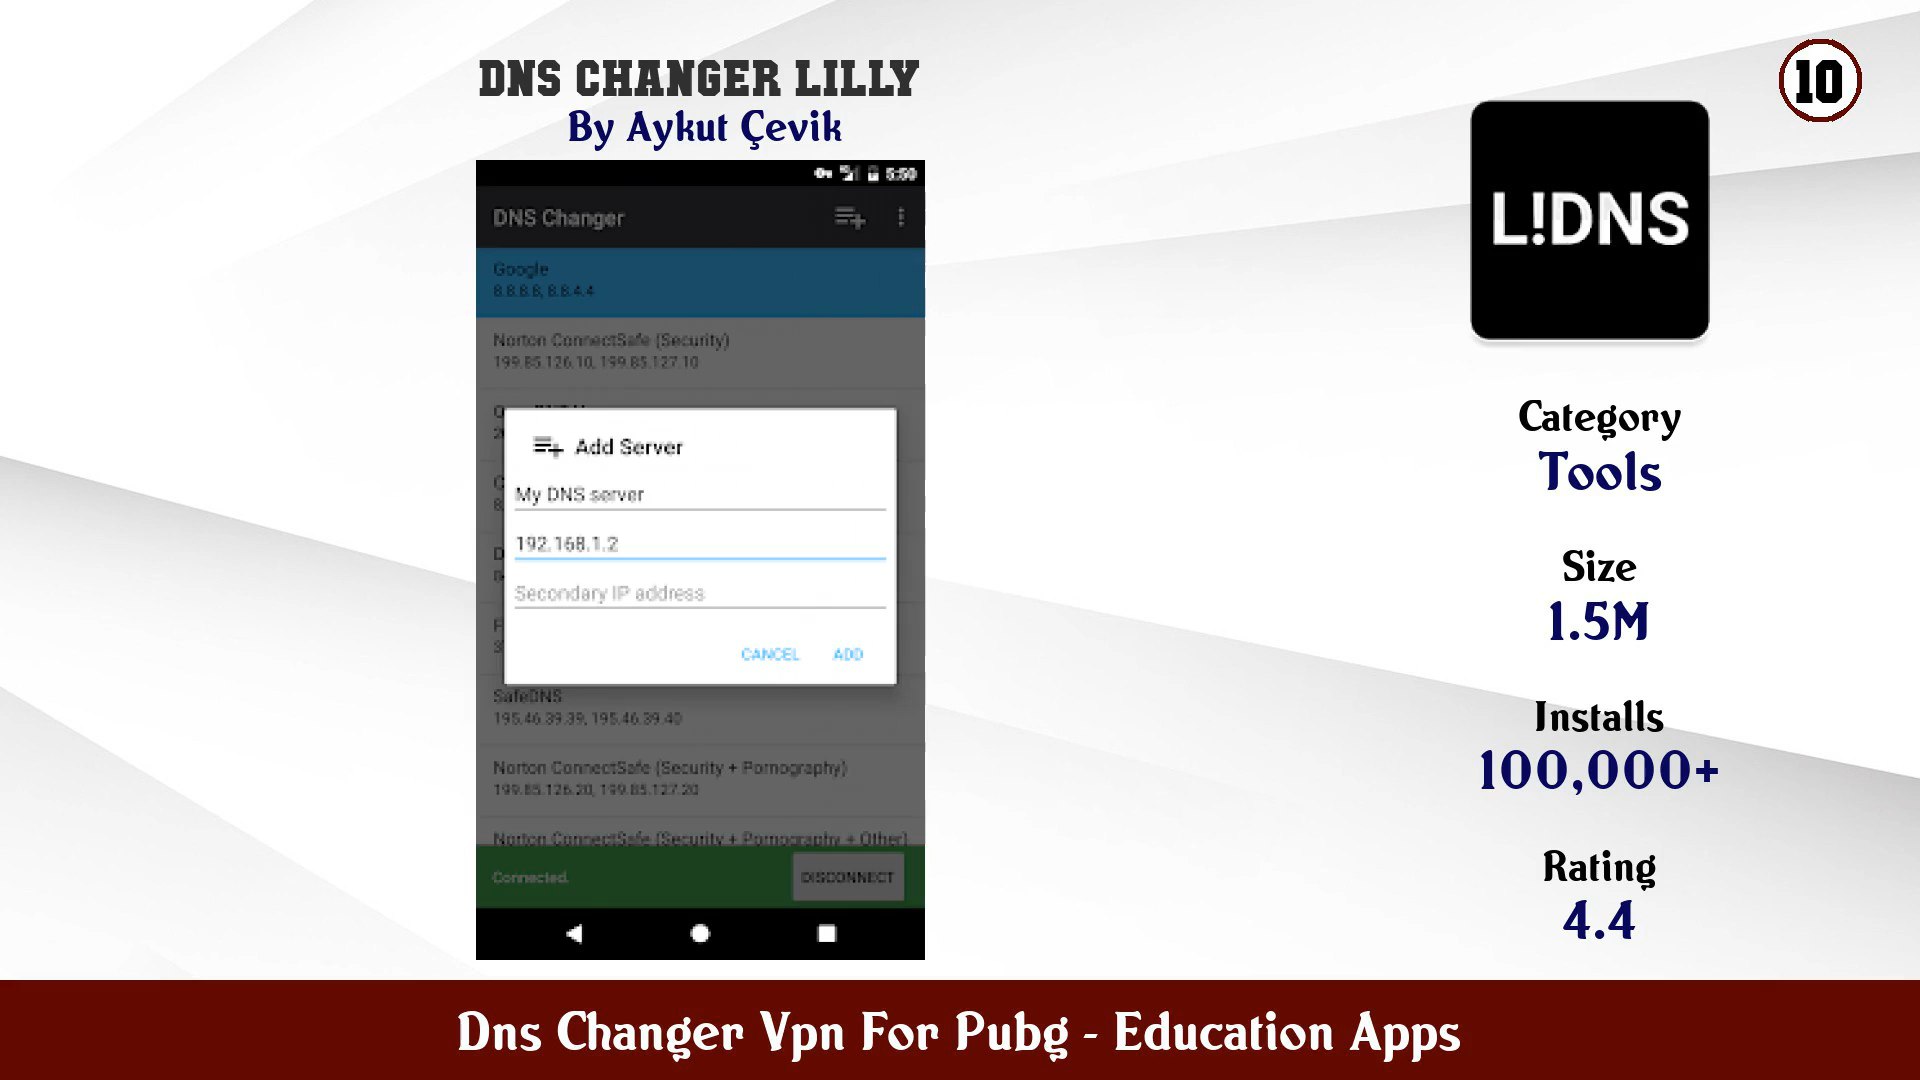 DNS CHANGER LILLY
By Aykut Çevik
10
5:50
DNS Changer
Google
8.8.8.8, 8.8.4.4
Norton ConnectSafe (Security)
199.85.126.10, 199.85.127.10
Add Server
My DNS server
192.168.1.2
Secondary IP address
CANCEL ADD
SafeDNS
195.46.39.39, 195.46.39.40
Norton ConnectSafe (Security + Pornography)
199.85.126.20, 199.85.127.20
Norton ConnectSafe (Security + Pornography + Other)
Connected.
DISCONNECT
L!DNS
Category
Tools
Size
1.5M
Installs
100,000+
Rating
4.4
Dns Changer Vpn For Pubg - Education Apps